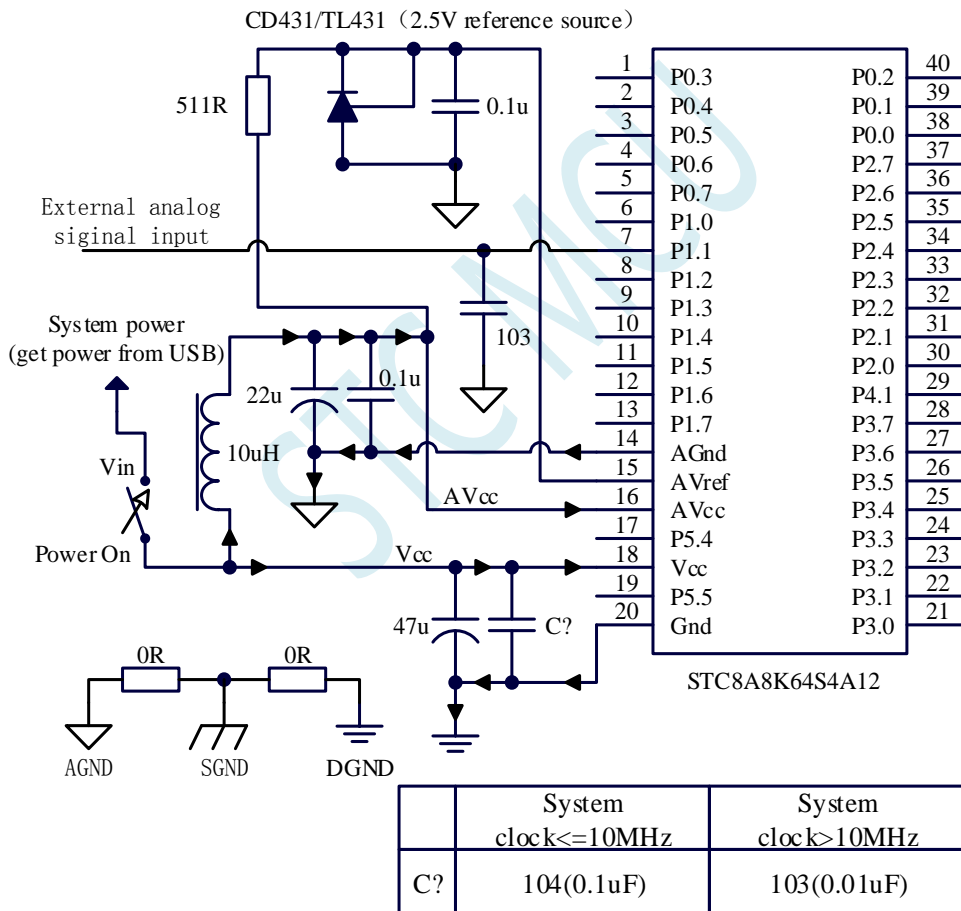 CD431/TL431（2.5V reference source）
511R
0.1u
External analog
siginal input
103
System power
(get power from USB)
22u
0.1u
10uH
Vin
Power On
AVcc
Vcc
47u
C?
1 P0.3 P0.2 40
2 P0.4 P0.1 39
3 P0.5 P0.0 38
4 P0.6 P2.7 37
5 P0.7 P2.6 36
6 P1.0 P2.5 35
7 P1.1 P2.4 34
8 P1.2 P2.3 33
9 P1.3 P2.2 32
10 P1.4 P2.1 31
11 P1.5 P2.0 30
12 P1.6 P4.1 29
13 P1.7 P3.7 28
14 AGnd P3.6 27
15 AVref P3.5 26
16 AVcc P3.4 25
17 P5.4 P3.3 24
18 Vcc P3.2 23
19 P5.5 P3.1 22
20 Gnd P3.0 21
STC8A8K64S4A12
0R 0R
AGND SGND DGND
System clock<=10MHz System clock>10MHz
C? 104(0.1uF) 103(0.01uF)
STC MCU